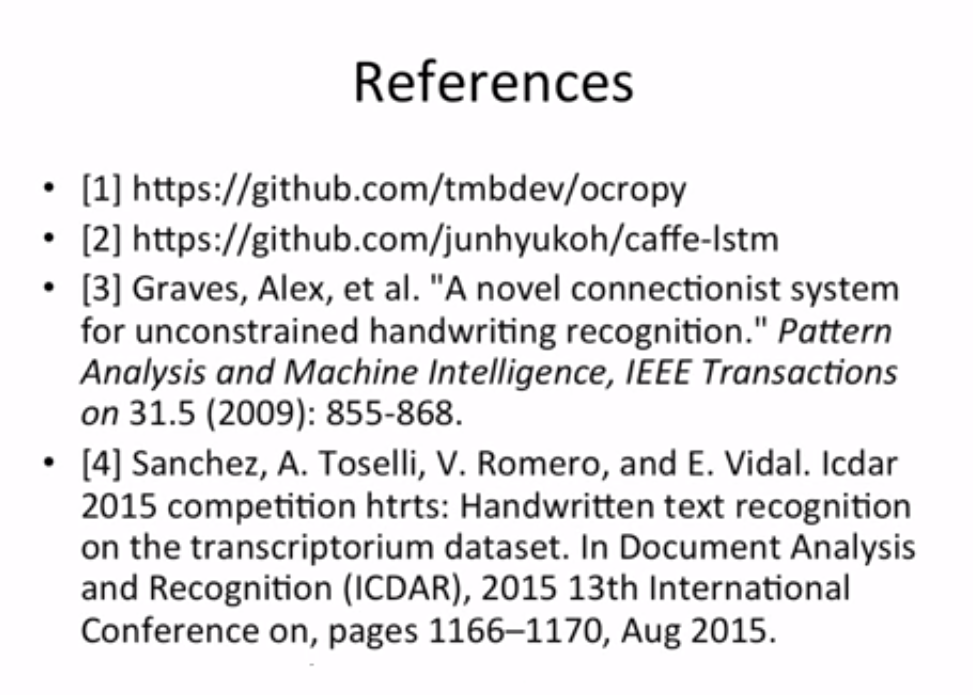 References
• [1] https://github.com/tmbdev/ocropy
• [2] https://github.com/junhyukoh/caffe-lstm
• [3] Graves, Alex, et al. "A novel connectionist system
for unconstrained handwriting recognition." Pattern
Analysis and Machine Intelligence, IEEE Transactions
on 31.5 (2009): 855-868.
• [4] Sanchez, A. Toselli, V. Romero, and E. Vidal. Icdar
2015 competition htrts: Handwritten text recognition
on the transcriptorium dataset. In Document Analysis
and Recognition (ICDAR), 2015 13th International
Conference on, pages 1166–1170, Aug 2015.